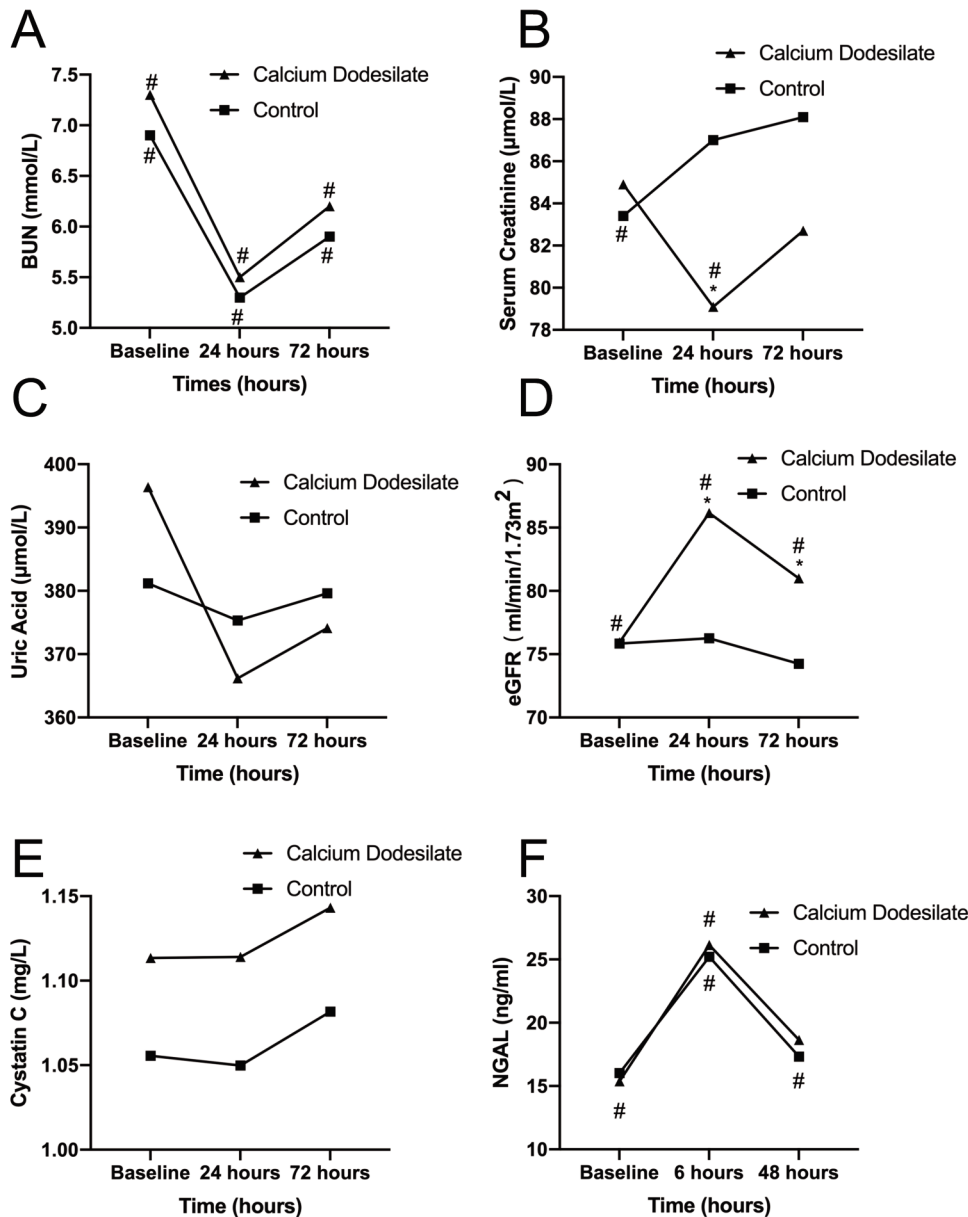 A
BUN (mmol/L)
7.5
7.0
6.5
6.0
5.5
5.0
Calcium Dodesilate
Control
#
#
#
#
#
#
Baseline 24 hours 72 hours
Times (hours)
B
Serum Creatinine (μmol/L)
90
88
86
84
82
80
78
Calcium Dodesilate
Control
#
#
*
Baseline 24 hours 72 hours
Time (hours)
C
Uric Acid (μmol/L)
400
390
380
370
360
Calcium Dodesilate
Control
Baseline 24 hours 72 hours
Time (hours)
D
eGFR ( ml/min/1.73m²)
90
85
80
75
70
Calcium Dodesilate
Control
#
#
*
#
*
Baseline 24 hours 72 hours
Time (hours)
E
Cystatin C (mg/L)
1.15
1.10
1.05
1.00
Calcium Dodesilate
Control
Baseline 24 hours 72 hours
Time (hours)
F
NGAL (ng/ml)
30
25
20
15
10
Calcium Dodesilate
Control
#
#
#
#
Baseline 6 hours 48 hours
Time (hours)